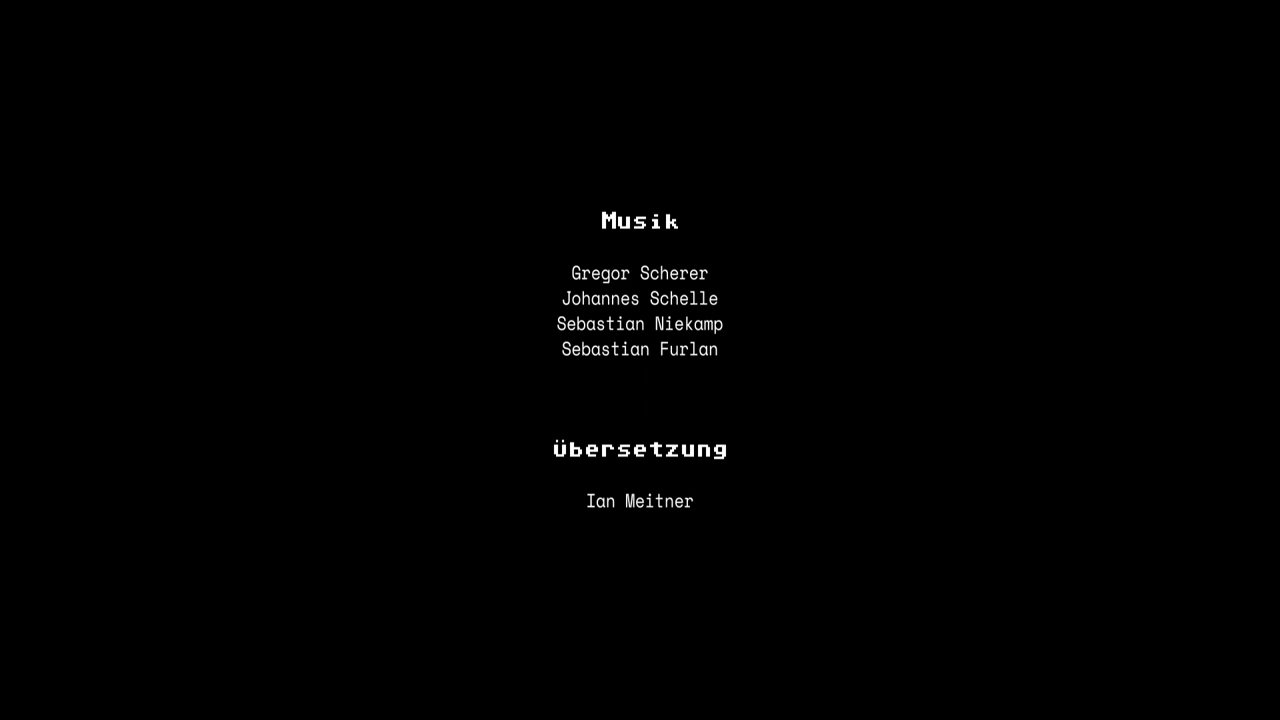 Musik
Gregor Scherer
Johannes Schelle
Sebastian Niekamp
Sebastian Furlan
Übersetzung
Ian Meitner